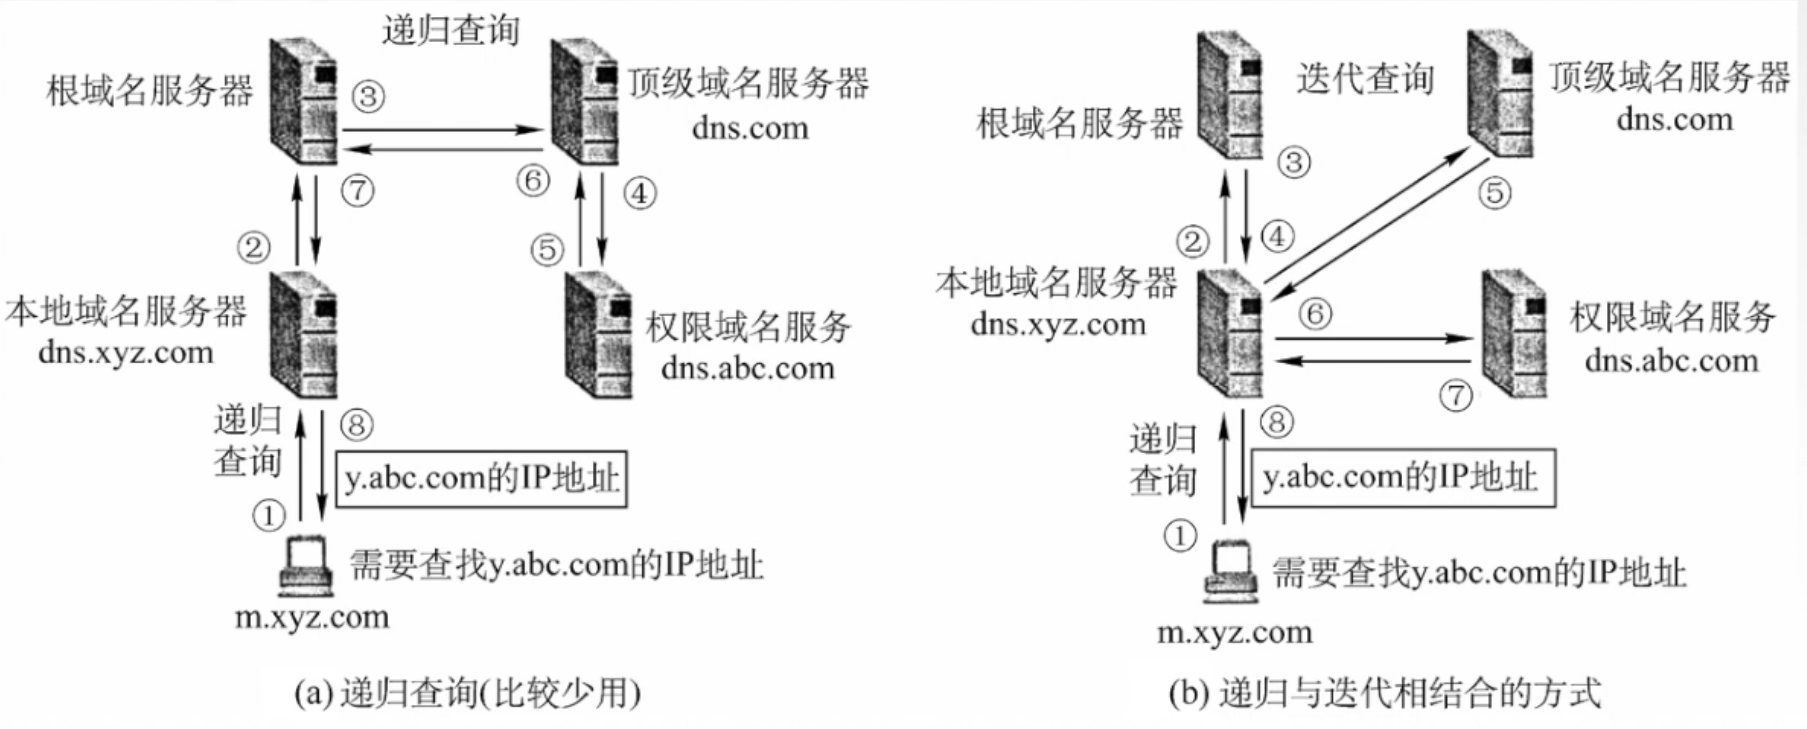 递归查询
根域名服务器
③
顶级域名服务器
dns.com
⑦
⑥
④
②
⑤
本地域名服务器
dns.xyz.com
权限域名服务
dns.abc.com
递归
查询
⑧
y.abc.com的IP地址
①
需要查找y.abc.com的IP地址
m.xyz.com
(a) 递归查询(比较少用)
迭代查询
顶级域名服务器
dns.com
根域名服务器
③
⑤
②
④
本地域名服务器
dns.xyz.com
⑥
权限域名服务
dns.abc.com
⑦
递归
查询
⑧
y.abc.com的IP地址
①
需要查找y.abc.com的IP地址
m.xyz.com
(b) 递归与迭代相结合的方式